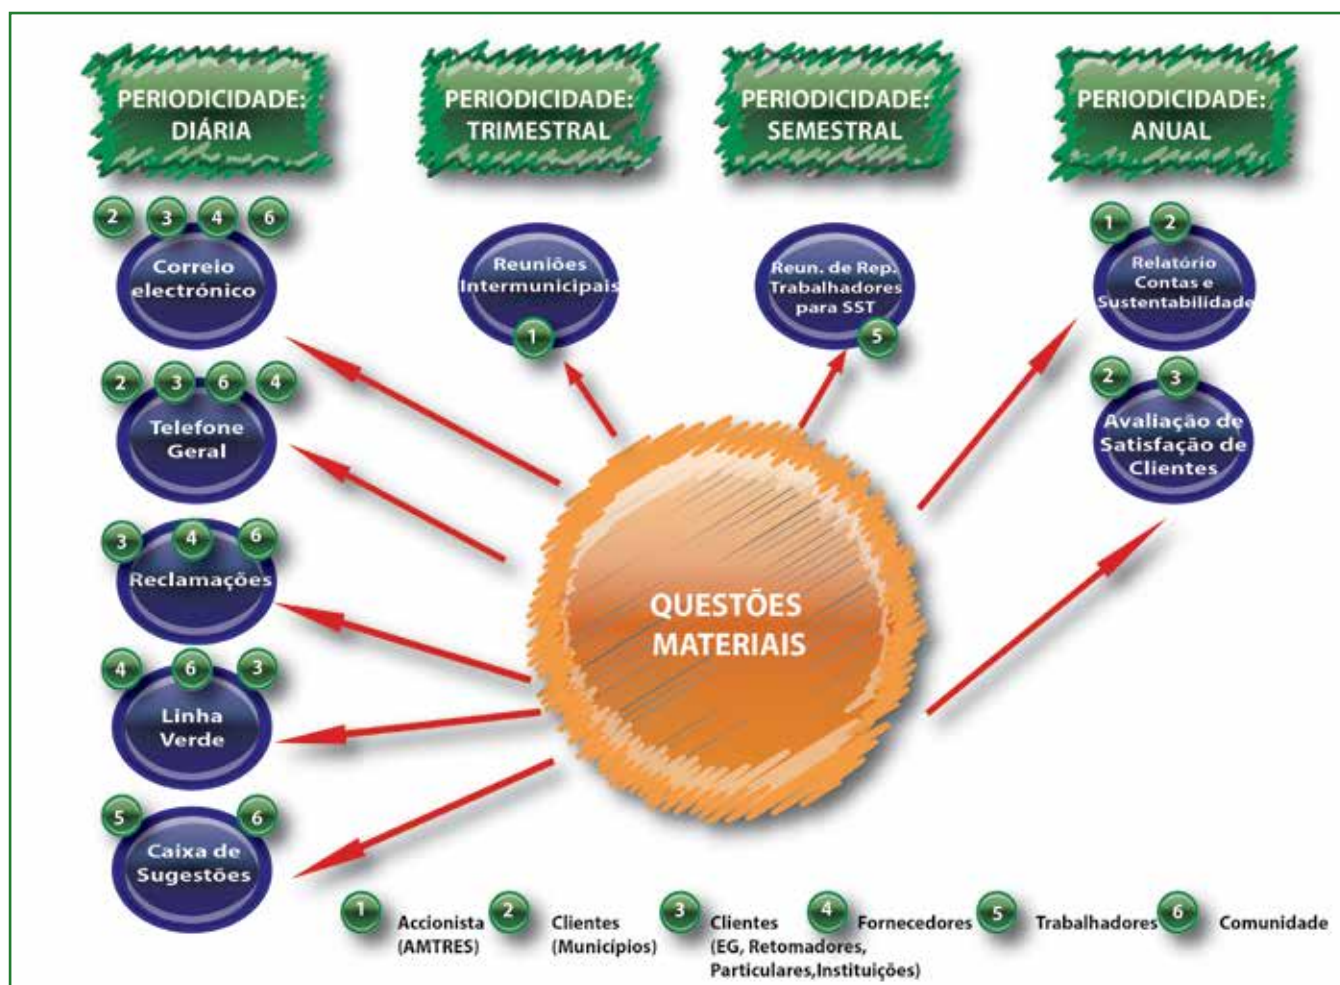 PERIODICIDADE:
DIÁRIA
PERIODICIDADE:
TRIMESTRAL
PERIODICIDADE:
SEMESTRAL
PERIODICIDADE:
ANUAL
2 3 4 6
Correio
electrónico
Reuniões
Intermunicipais
1
Reun. de Rep.
Trabalhadores
para SST
5
1 2
Relatório
Contas e
Sustentabilidade
2 3 6 4
Telefone
Geral
2 3
Avaliação de
Satisfação de
Clientes
3 4 6
Reclamações
QUESTÕES
MATERIAIS
4 6 3
Linha
Verde
5 6
Caixa de
Sugestões
1 Accionista
(AMTRES)
2 Clientes
(Municípios)
3 Clientes
(EG, Retomadores,
Particulares,Instituições)
4 Fornecedores
5 Trabalhadores
6 Comunidade